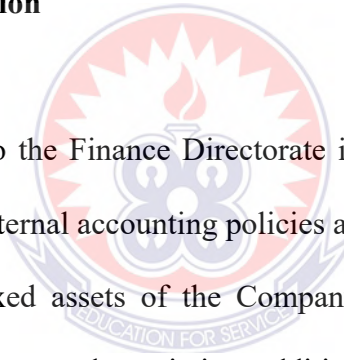 ion
o the Finance Directorate i
ternal accounting policies a
xed assets of the Compan
EDUCATION FOR SERVICE